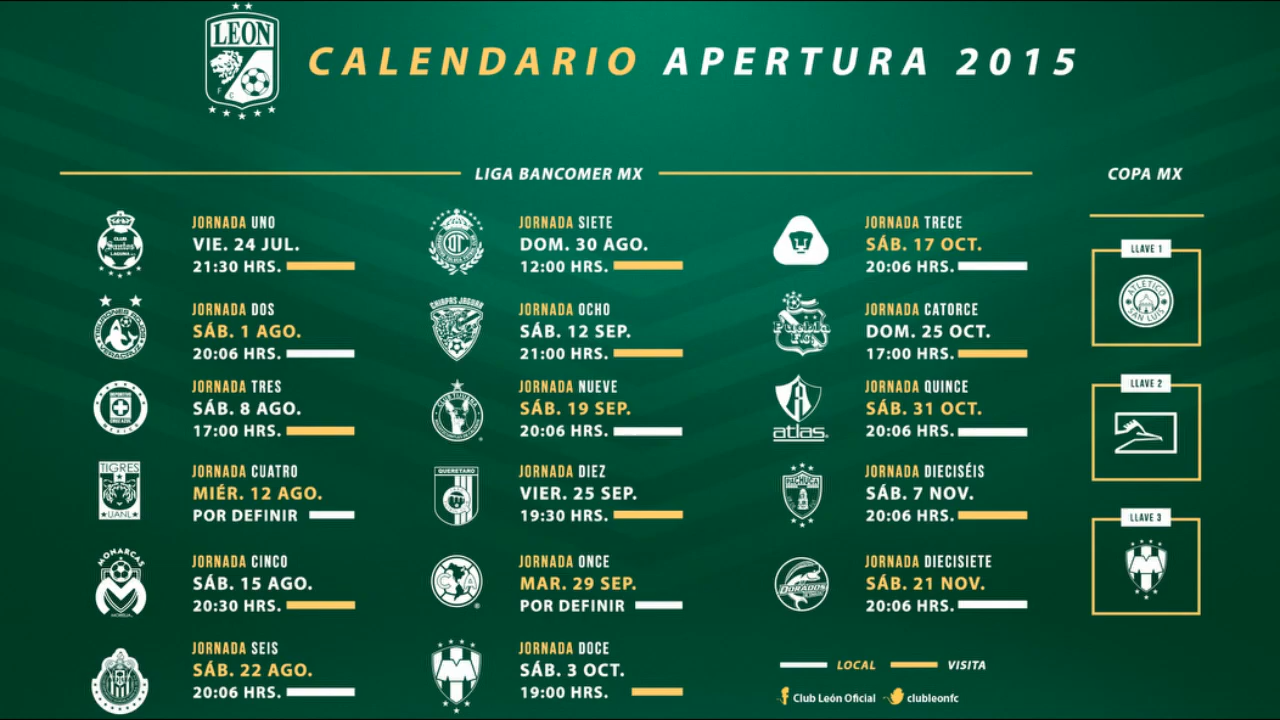 LEON
F C
CALENDARIO APERTURA 2015
LIGA BANCOMER MX
JORNADA UNO
VIE. 24 JUL.
21:30 HRS.
JORNADA DOS
SÁB. 1 AGO.
20:06 HRS.
JORNADA TRES
SÁB. 8 AGO.
17:00 HRS.
TIGRES
UANL
JORNADA CUATRO
MIÉR. 12 AGO.
POR DEFINIR
MONARCAS
JORNADA CINCO
SÁB. 15 AGO.
20:30 HRS.
JORNADA SEIS
SÁB. 22 AGO.
20:06 HRS.
JORNADA SIETE
DOM. 30 AGO.
12:00 HRS.
CHIAPAS JAGUAR
JORNADA OCHO
SÁB. 12 SEP.
21:00 HRS.
JORNADA NUEVE
SÁB. 19 SEP.
20:06 HRS.
QUERETARO
JORNADA DIEZ
VIER. 25 SEP.
19:30 HRS.
CA
JORNADA ONCE
MAR. 29 SEP.
POR DEFINIR
M
JORNADA DOCE
SÁB. 3 OCT.
19:00 HRS.
JORNADA TRECE
SÁB. 17 OCT.
20:06 HRS.
Puebla
F.C.
JORNADA CATORCE
DOM. 25 OCT.
17:00 HRS.
A
atlas
JORNADA QUINCE
SÁB. 31 OCT.
20:06 HRS.
PACHUCA
JORNADA DIECISÉIS
SÁB. 7 NOV.
20:06 HRS.
DORADOS
JORNADA DIECISIETE
SÁB. 21 NOV.
20:06 HRS.
LOCAL
VISITA
Club León Oficial
clubleonfc
COPA MX
LLAVE 1
ATLÉTICO
SAN LUIS
LLAVE 2
LLAVE 3
M